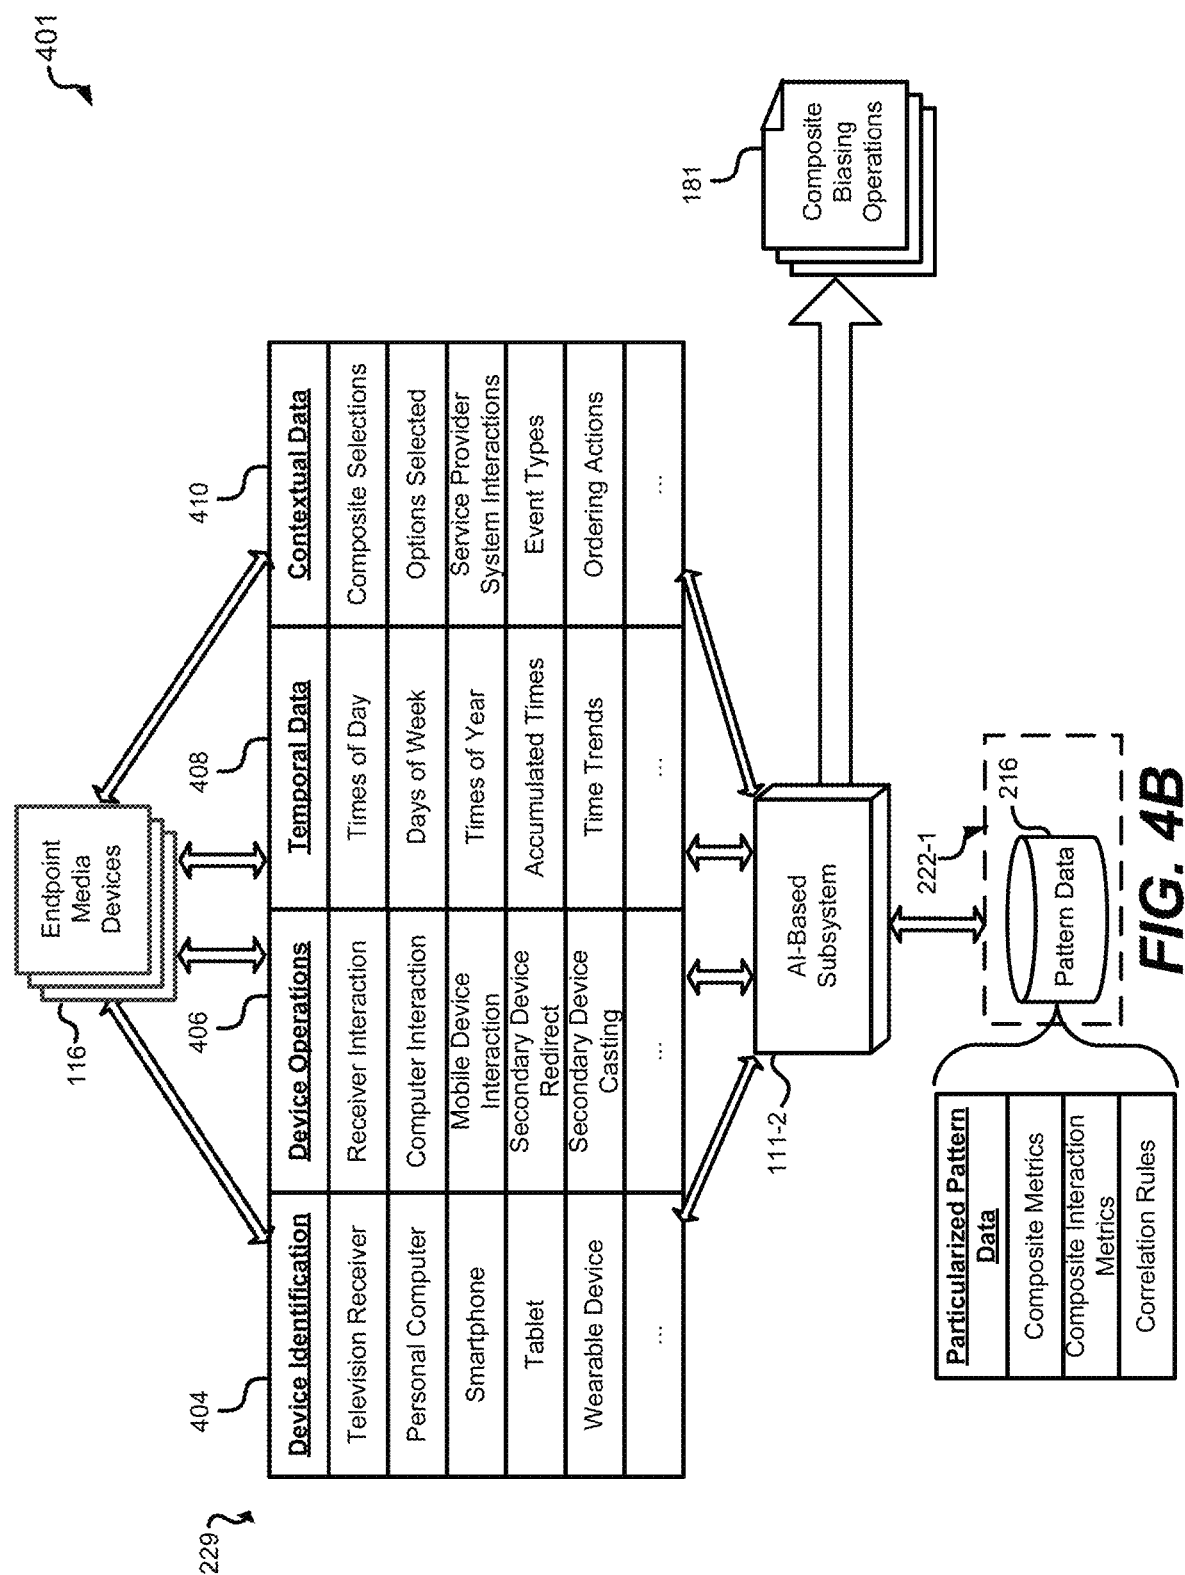 401
116
Endpoint
Media
Devices
229
404
406
408
410
Device Identification
Device Operations
Temporal Data
Contextual Data
Television Receiver
Receiver Interaction
Times of Day
Composite Selections
Personal Computer
Computer Interaction
Days of Week
Options Selected
Smartphone
Mobile Device
Interaction
Times of Year
Service Provider
System Interactions
Tablet
Secondary Device
Redirect
Accumulated Times
Event Types
Wearable Device
Secondary Device
Casting
Time Trends
Ordering Actions
...
...
...
...
111-2
AI-Based
Subsystem
181
Composite
Biasing
Operations
222-1
216
Pattern Data
Particularized Pattern
Data
Composite Metrics
Composite Interaction
Metrics
Correlation Rules
FIG. 4B